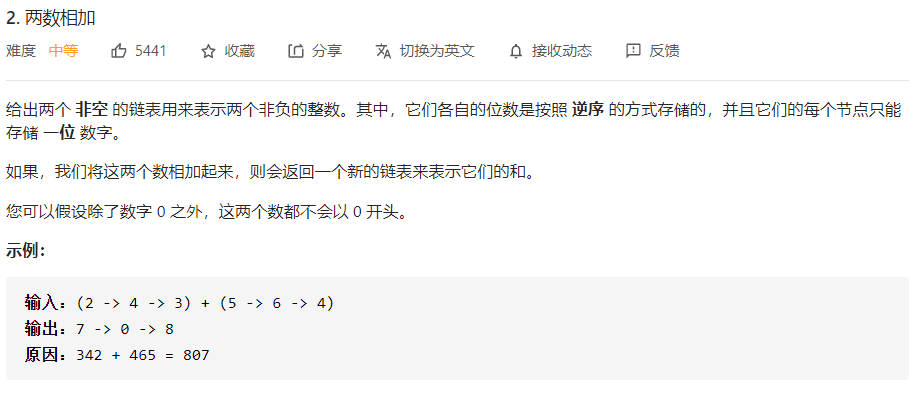 2. 两数相加
难度 中等 5441 收藏 分享 切换为英文 接收动态 反馈
给出两个 非空 的链表用来表示两个非负的整数。其中，它们各自的位数是按照 逆序 的方式存储的，并且它们的每个节点只能
存储 一位 数字。
如果，我们将这两个数相加起来，则会返回一个新的链表来表示它们的和。
您可以假设除了数字 0 之外，这两个数都不会以 0 开头。
示例：
输入：(2 -> 4 -> 3) + (5 -> 6 -> 4)
输出：7 -> 0 -> 8
原因：342 + 465 = 807